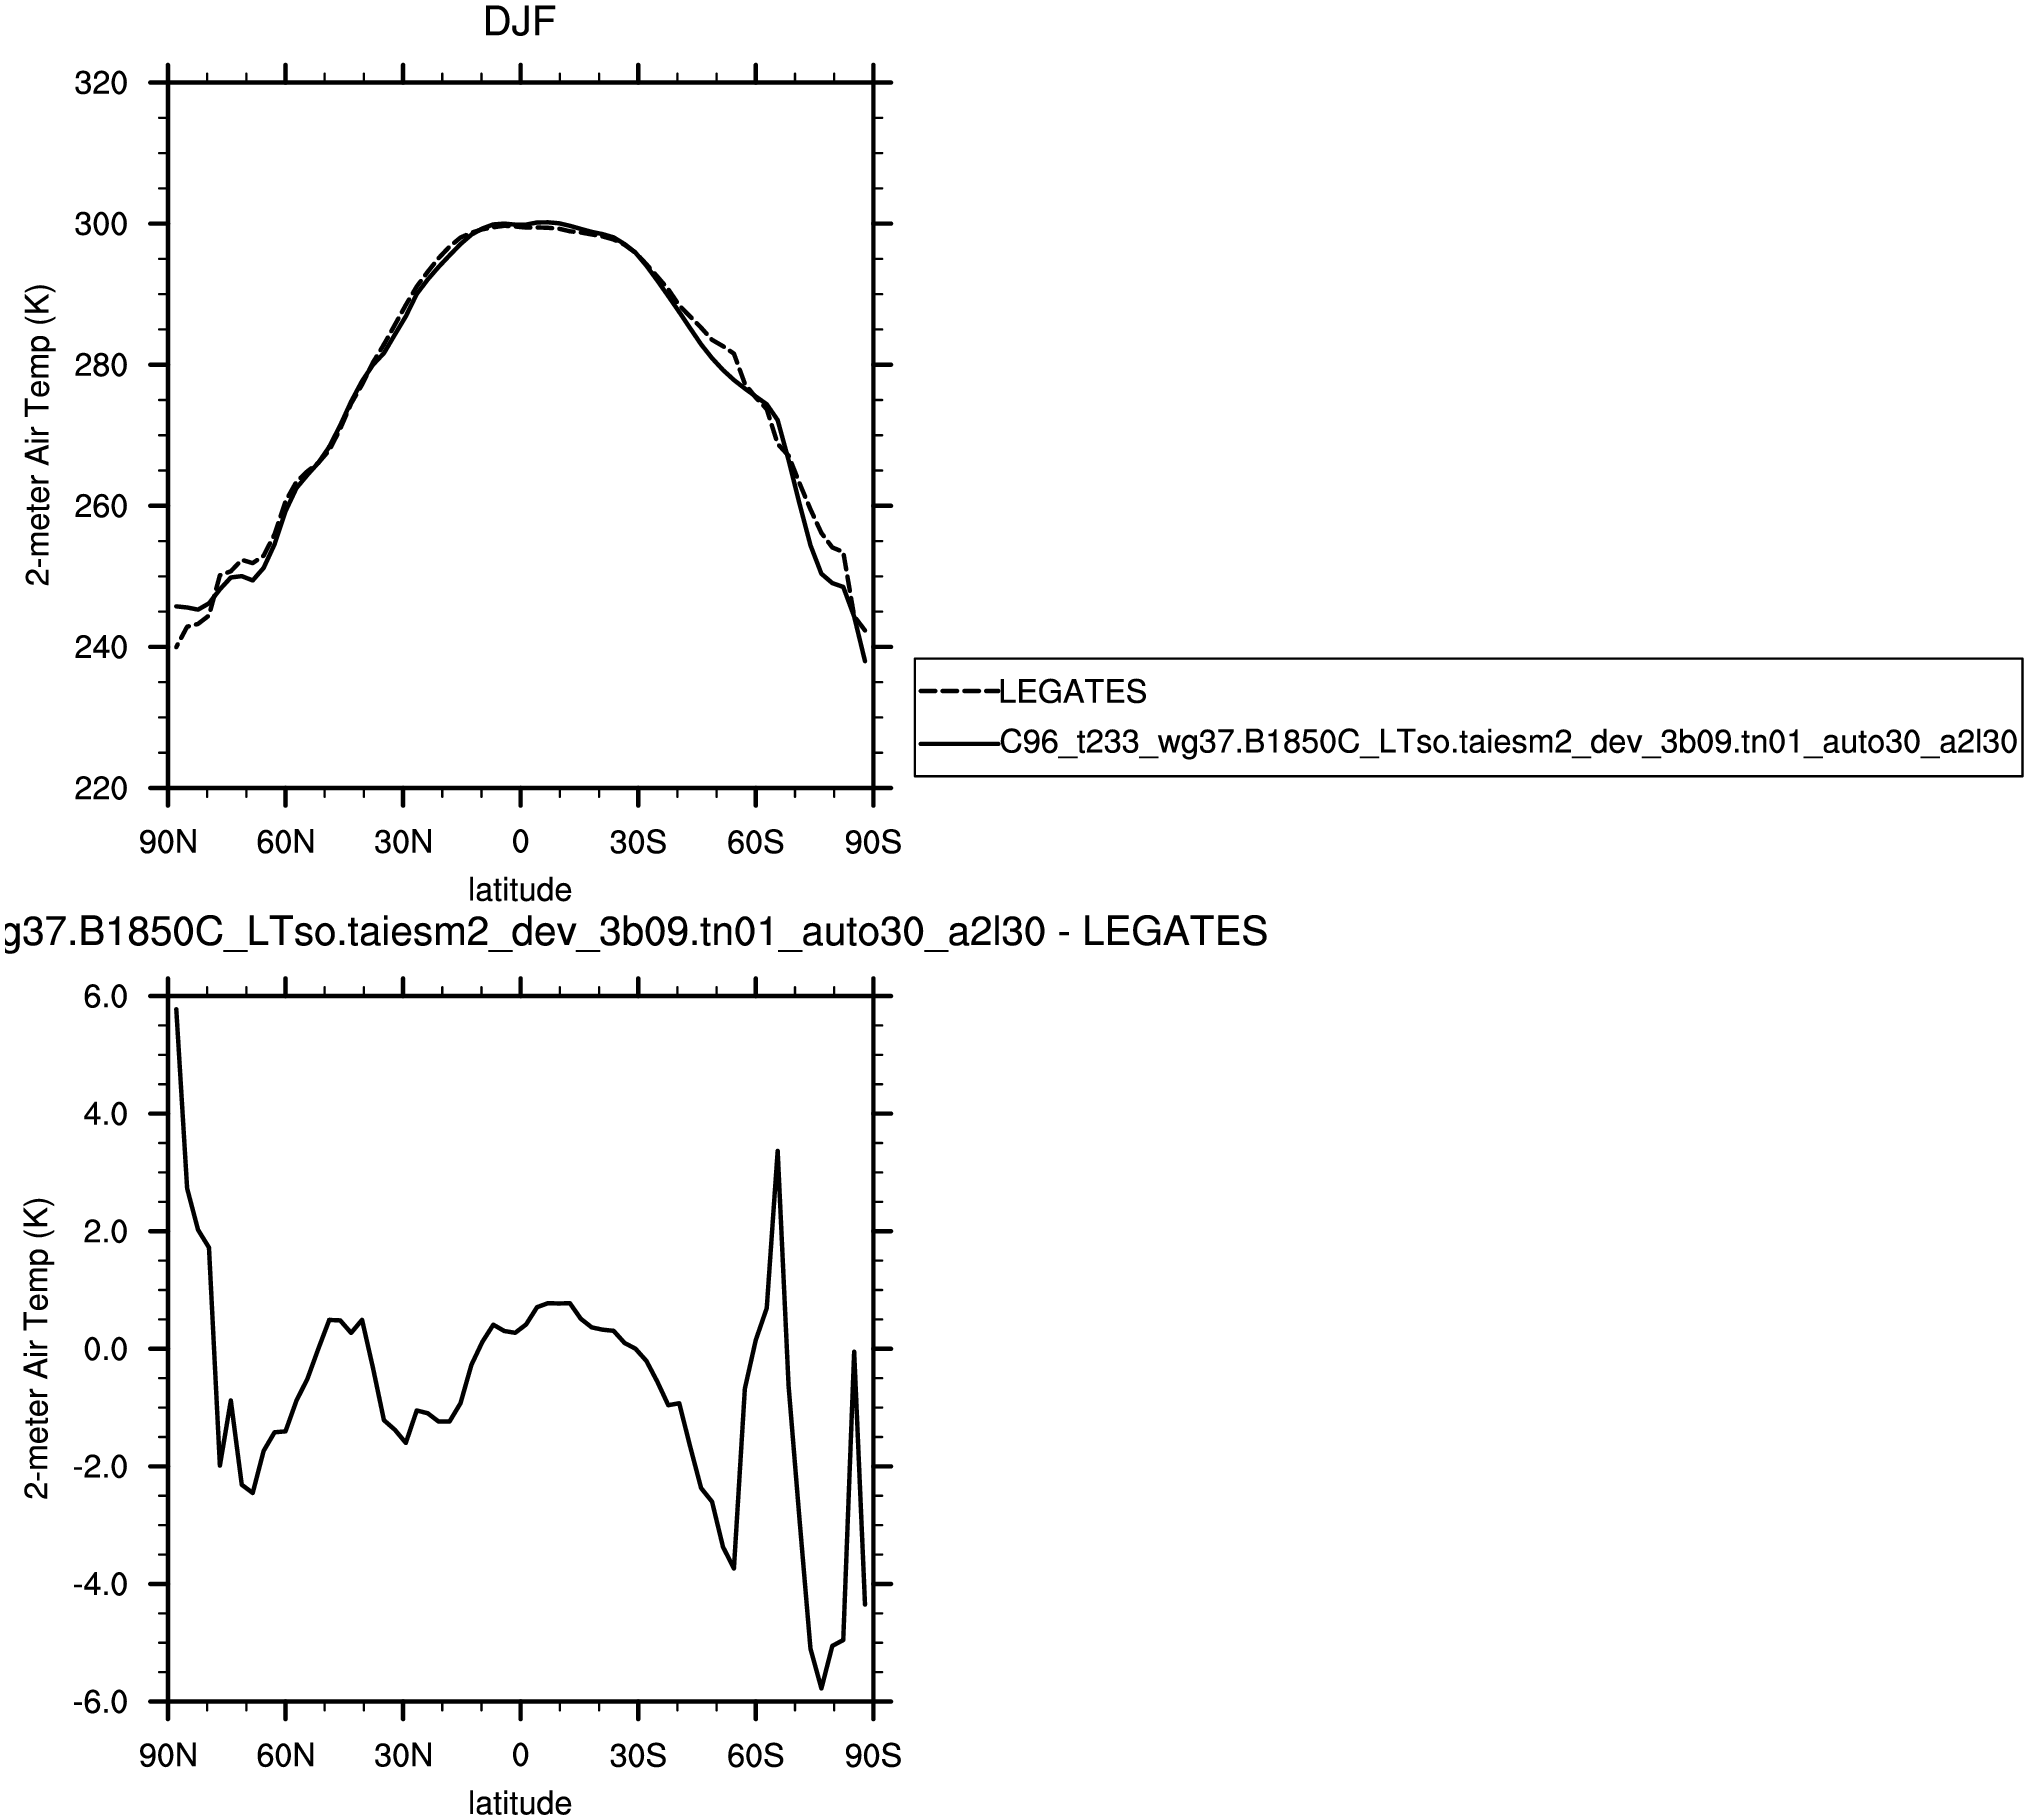 DJF
320
300
280
260
240
220
2-meter Air Temp (K)
90N 60N 30N 0 30S 60S 90S
latitude
LEGATES
C96_t233_wg37.B1850C_LTso.taiesm2_dev_3b09.tn01_auto30_a2l30
g37.B1850C_LTso.taiesm2_dev_3b09.tn01_auto30_a2l30 - LEGATES
6.0
4.0
2.0
0.0
-2.0
-4.0
-6.0
2-meter Air Temp (K)
90N 60N 30N 0 30S 60S 90S
latitude